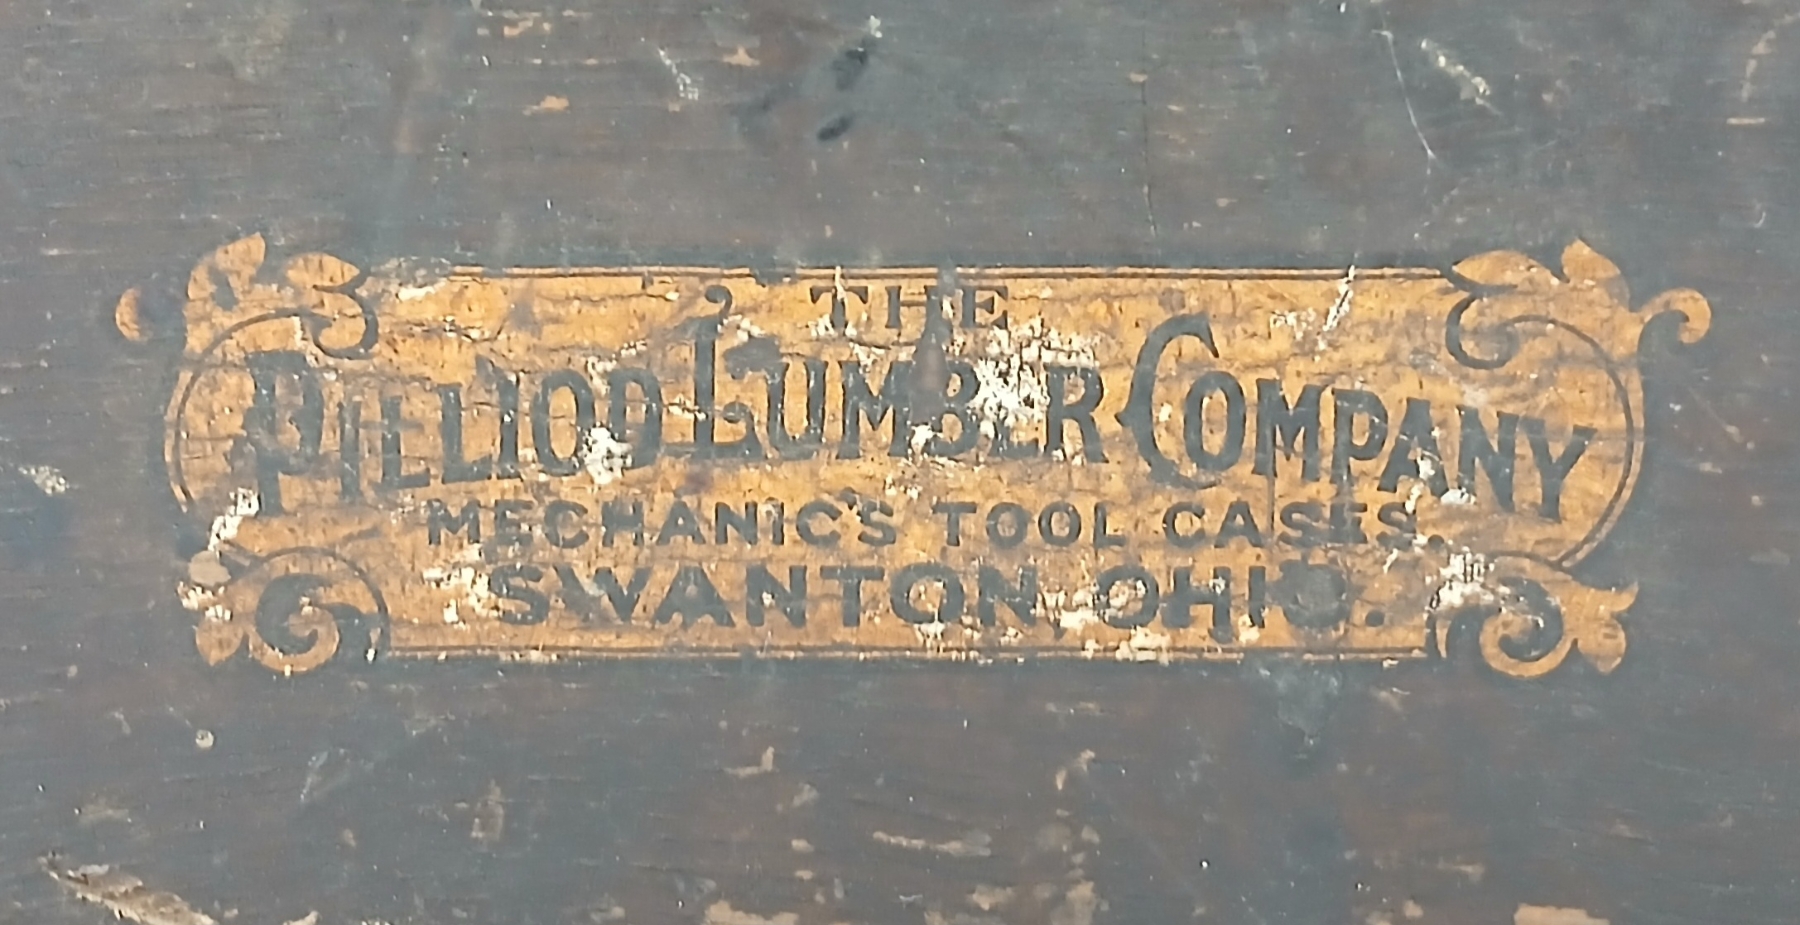 THE
PILLIOD LUMBER COMPANY
MECHANIC'S TOOL CASES.
SWANTON, OHIO.